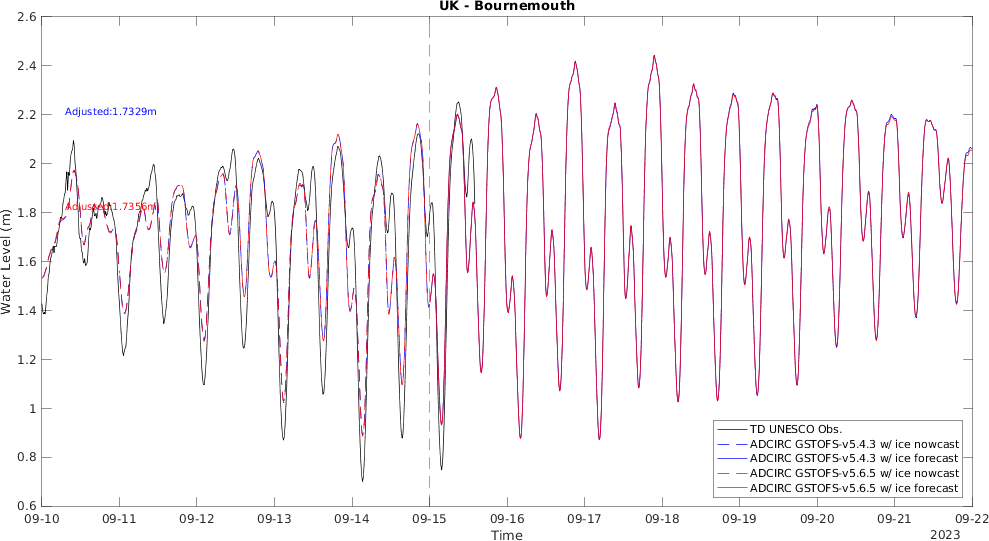 UK - Bournemouth
2.6
2.4
2.2
2
1.8
1.6
1.4
1.2
1
0.8
0.6
Water Level (m)
Adjusted:1.7329m
Adjusted:1.7356m
TD UNESCO Obs.
ADCIRC GSTOFS-v5.4.3 w/ ice nowcast
ADCIRC GSTOFS-v5.4.3 w/ ice forecast
ADCIRC GSTOFS-v5.6.5 w/ ice nowcast
ADCIRC GSTOFS-v5.6.5 w/ ice forecast
09-10 09-11 09-12 09-13 09-14 09-15 09-16 09-17 09-18 09-19 09-20 09-21 09-22
Time
2023